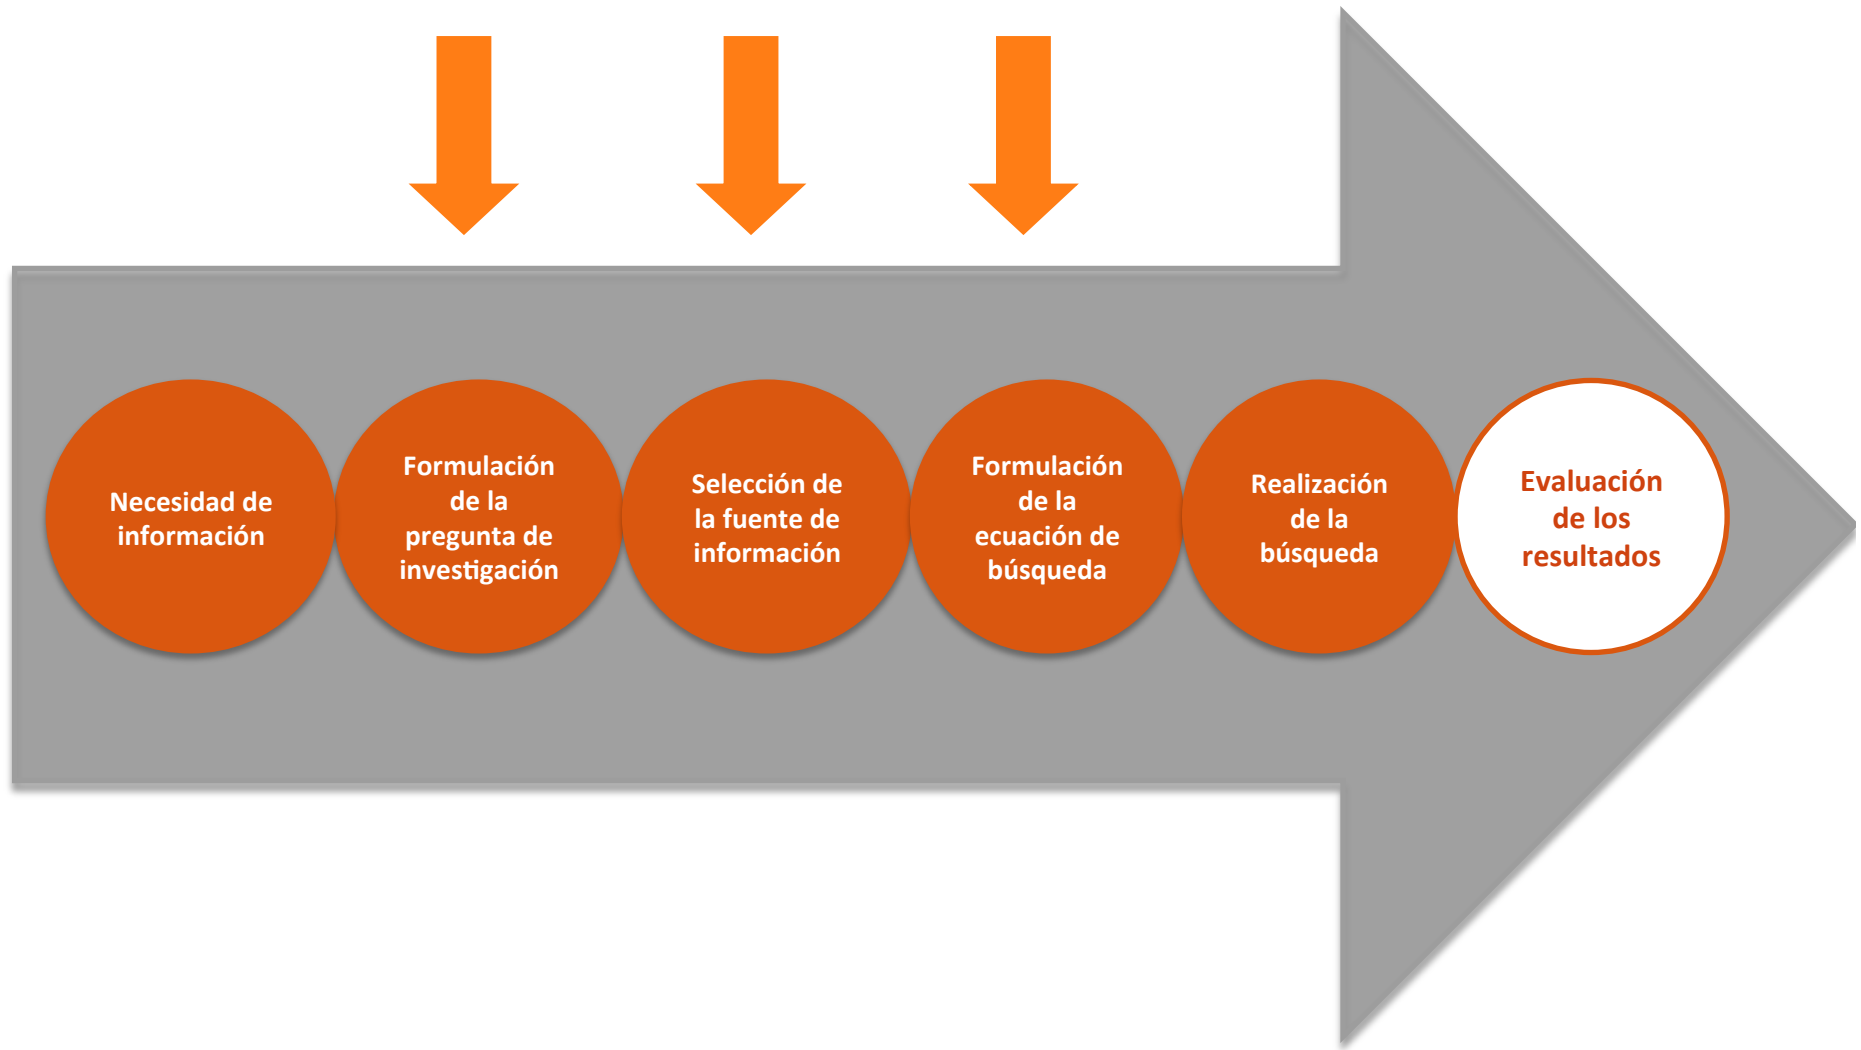 Necesidad de
información
Formulación
de la
pregunta de
investigación
Selección de
la fuente de
información
Formulación
de la
ecuación de
búsqueda
Realización
de la
búsqueda
Evaluación
de los
resultados